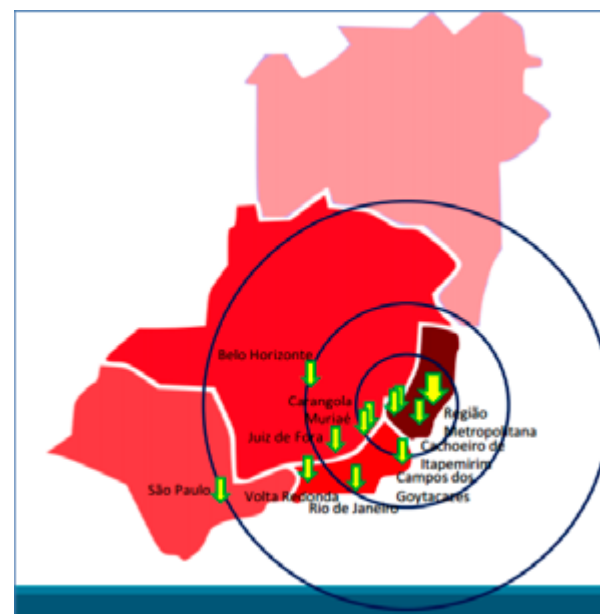 Belo Horizonte
Carangola
Muriaé
Juiz de Fora
Região
Metropolitana
Cachoeiro de
Itapemirim
São Paulo
Volta Redonda
Campos dos
Goytacares
Rio de Janeiro